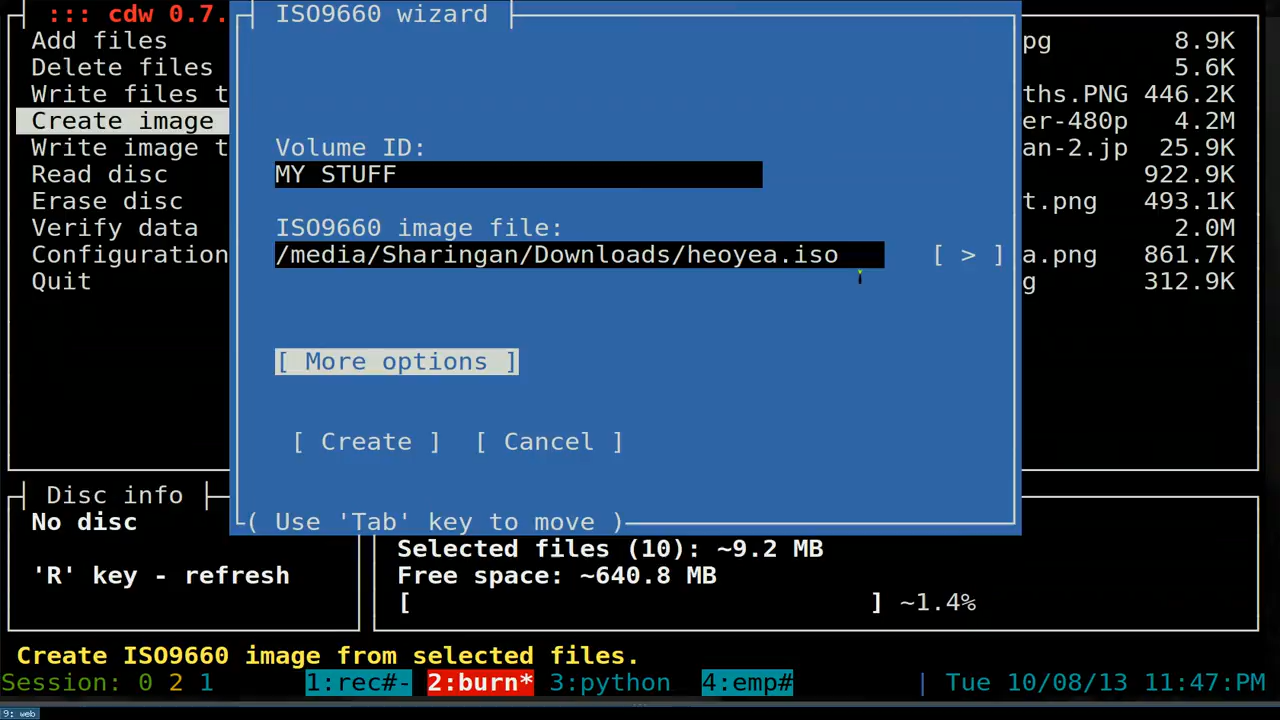 ::: cdw 0.7.
ISO9660 wizard
Add files
pg 8.9K
Delete files
5.6K
Write files t
ths.PNG 446.2K
Create image
er-480p 4.2M
Volume ID:
Write image t
an-2.jp 25.9K
MY STUFF
Read disc
922.9K
Erase disc
t.png 493.1K
ISO9660 image file:
Verify data
2.0M
/media/Sharingan/Downloads/heoyea.iso [ > ]
Configuration
a.png 861.7K
Quit
g 312.9K
[ More options ]
[ Create ] [ Cancel ]
( Use 'Tab' key to move )
Disc info
No disc
'R' key - refresh
Selected files (10): ~9.2 MB
Free space: ~640.8 MB
[ ] ~1.4%
Create ISO9660 image from selected files.
Session: 0 2 1 1:rec#- 2:burn* 3:python 4:emp# | Tue 10/08/13 11:47:PM
9: web